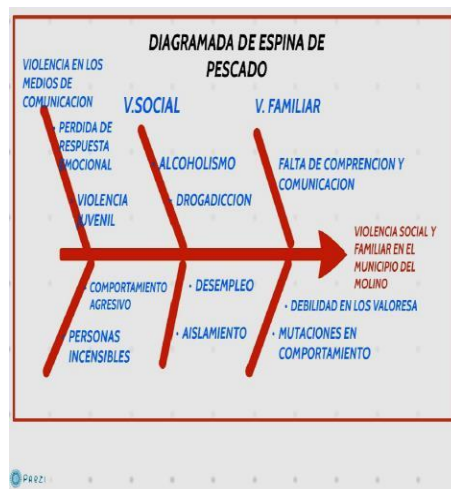 DIAGRAMADA DE ESPINA DE
PESCADO
VIOLENCIA EN LOS
MEDIOS DE
COMUNICACION
V.SOCIAL
V. FAMILIAR
• PERDIDA DE
RESPUESTA
EMOCIONAL
• VIOLENCIA
JUVENIL
• ALCOHOLISMO
• DROGADICCION
FALTA DE COMPRENCION Y
COMUNICACION
VIOLENCIA SOCIAL Y
FAMILIAR EN EL
MUNICIPIO DEL
MOLINO
• COMPORTAMIENTO
AGRESIVO
• PERSONAS
INCENSIBLES
• DESEMPLEO
• AISLAMIENTO
• DEBILIDAD EN LOS VALORESA
• MUTACIONES EN
COMPORTAMIENTO
Prezi